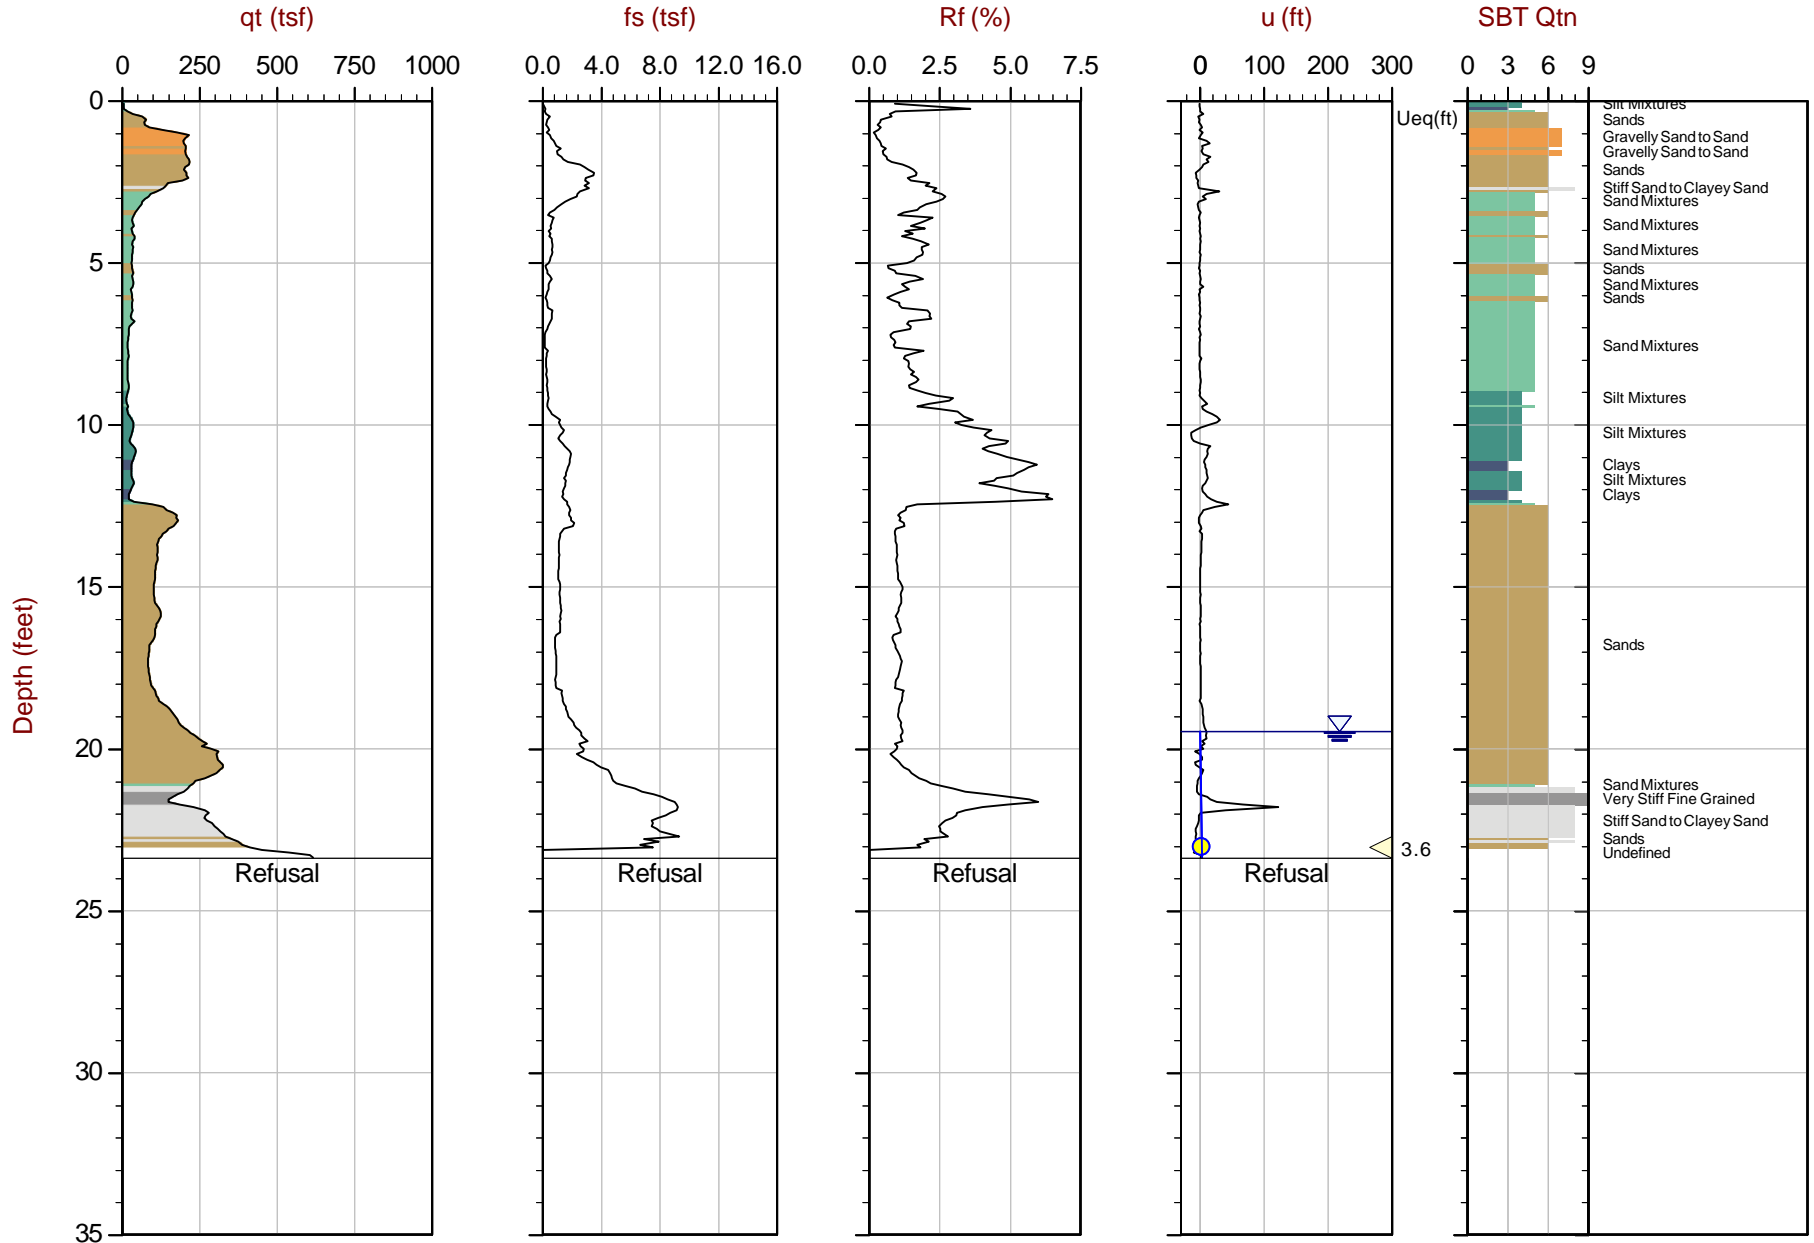 qt (tsf) fs (tsf) Rf (%) u (ft) SBT Qtn
0 250 500 750 1000 0.0 4.0 8.0 12.0 16.0 0.0 2.5 5.0 7.5 0 100 200 300 0 3 6 9
0
Silt Mixtures
Ueq(ft)
Sands
Gravelly Sand to Sand
Gravelly Sand to Sand
Sands
Stiff Sand to Clayey Sand
Sand Mixtures
Sand Mixtures
Sand Mixtures
5
Sands
Sand Mixtures
Sands
Sand Mixtures
Silt Mixtures
10
Silt Mixtures
Clays
Silt Mixtures
Clays
15
Sands
Depth (feet)
20
Sand Mixtures
Very Stiff Fine Grained
Stiff Sand to Clayey Sand
Sands
3.6
Undefined
Refusal Refusal Refusal Refusal
25
30
35